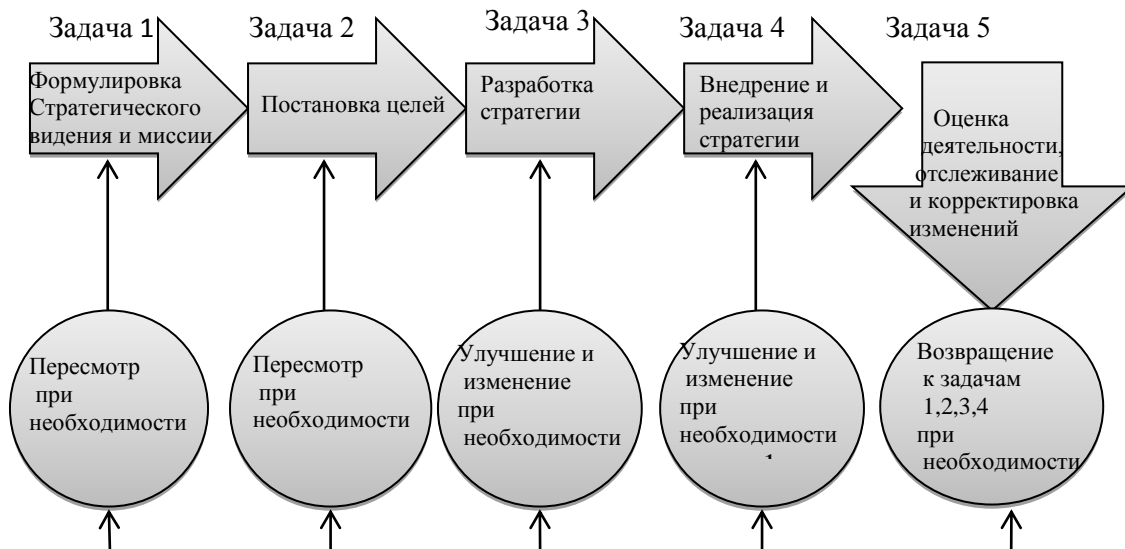 Задача 1
Задача 2
Задача 3
Задача 4
Задача 5
Формулировка
Стратегического
видения и миссии
Постановка целей
Разработка
стратегии
Внедрение и
реализация
стратегии
Оценка
деятельности,
отслеживание
и корректировка
изменений
Пересмотр
при
необходимости
Пересмотр
при
необходимости
Улучшение и
изменение
при
необходимости
Улучшение и
изменение
при
необходимости
Возвращение
к задачам
1,2,3,4
при
необходимости